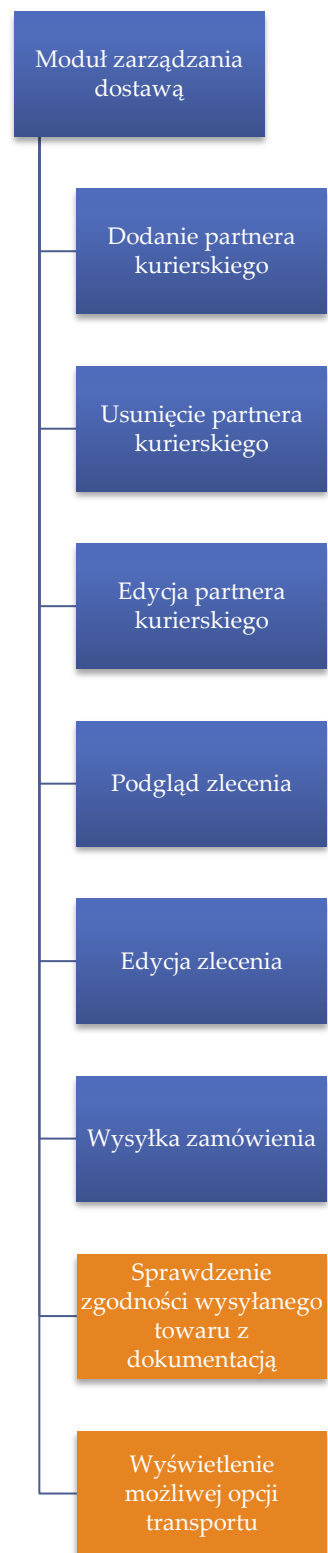 Moduł zarządzania
dostawą
Dodanie partnera
kurierskiego
Usunięcie partnera
kurierskiego
Edycja partnera
kurierskiego
Podgląd zlecenia
Edycja zlecenia
Wysyłka zamówienia
Sprawdzenie
zgodności wysyłanego
towaru z
dokumentacją
Wyświetlenie
możliwej opcji
transportu